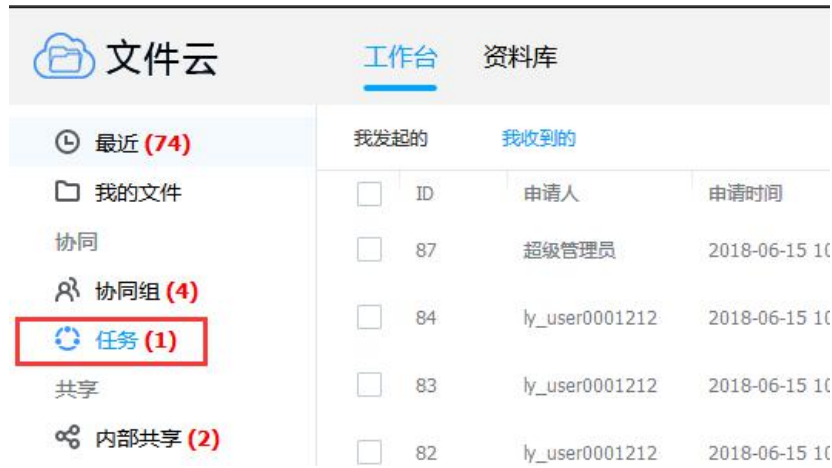 文件云 工作台 资料库
最近 (74)
我的文件
协同
协同组 (4)
任务 (1)
共享
内部共享 (2)
我发起的 我收到的
ID 申请人 申请时间
87 超级管理员 2018-06-15 10
84 ly_user0001212 2018-06-15 10
83 ly_user0001212 2018-06-15 10
82 ly_user0001212 2018-06-15 10